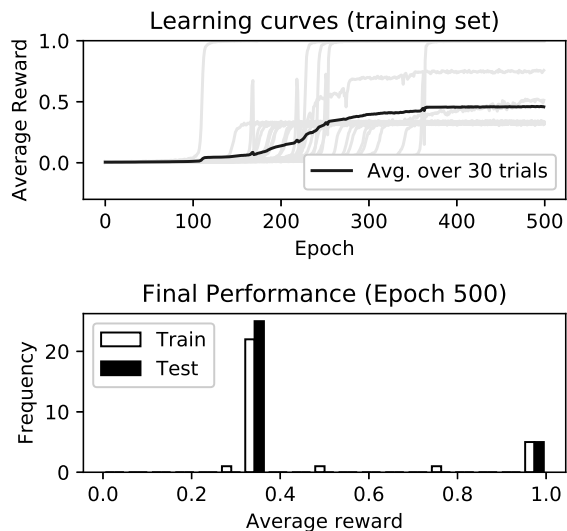 Learning curves (training set)
1.0
0.5
0.0
Average Reward
Avg. over 30 trials
0 100 200 300 400 500
Epoch
Final Performance (Epoch 500)
Train
Test
20
10
0
Frequency
0.0 0.2 0.4 0.6 0.8 1.0
Average reward